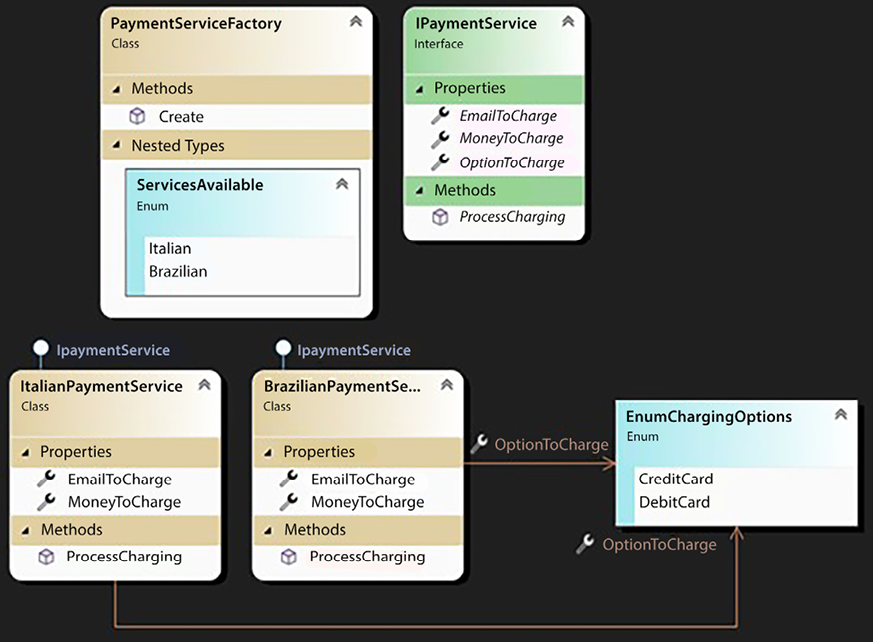 PaymentServiceFactory
Class
Methods
Create
Nested Types
ServicesAvailable
Enum
Italian
Brazilian
IPaymentService
Interface
Properties
EmailToCharge
MoneyToCharge
OptionToCharge
Methods
ProcessCharging
IpaymentService
ItalianPaymentService
Class
Properties
EmailToCharge
MoneyToCharge
Methods
ProcessCharging
IpaymentService
BrazilianPaymentSe...
Class
Properties
EmailToCharge
MoneyToCharge
Methods
ProcessCharging
OptionToCharge
EnumChargingOptions
Enum
CreditCard
DebitCard
OptionToCharge